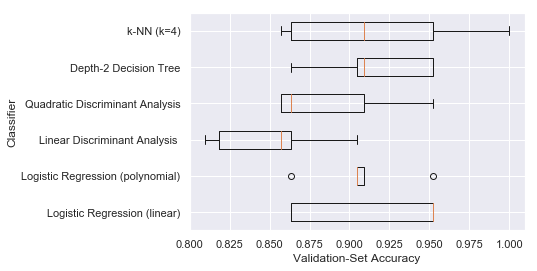 k-NN (k=4)
Depth-2 Decision Tree
Quadratic Discriminant Analysis
Linear Discriminant Analysis
Logistic Regression (polynomial)
Logistic Regression (linear)
Classifier
0.800 0.825 0.850 0.875 0.900 0.925 0.950 0.975 1.000
Validation-Set Accuracy